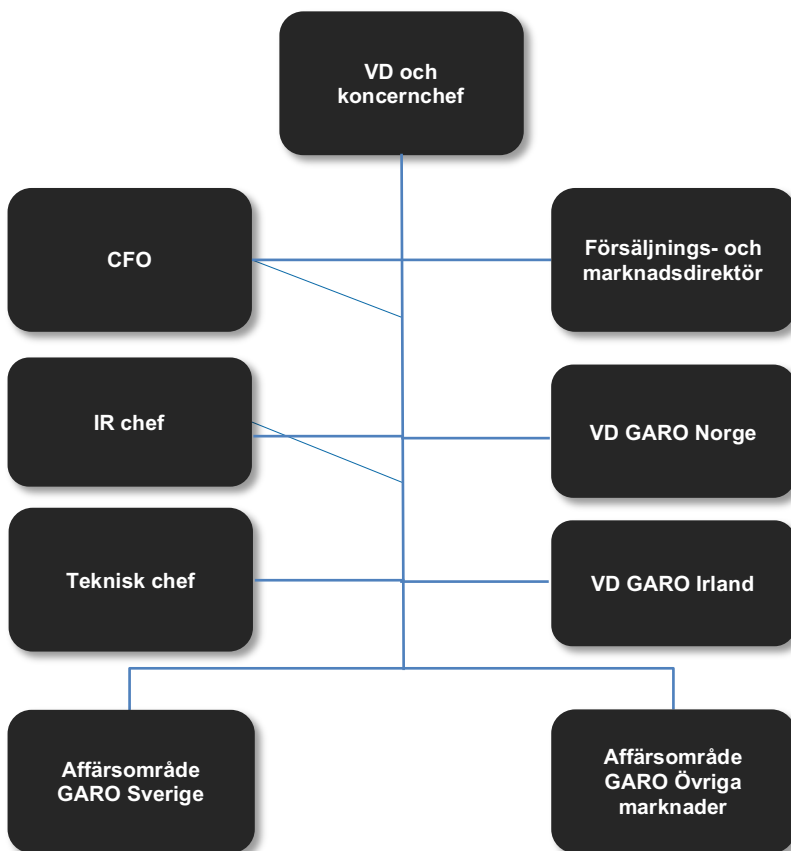 VD och
koncernchef
CFO
Försäljnings- och
marknadsdirektör
IR chef
VD GARO Norge
Teknisk chef
VD GARO Irland
Affärsområde
GARO Sverige
Affärsområde
GARO Övriga
marknader